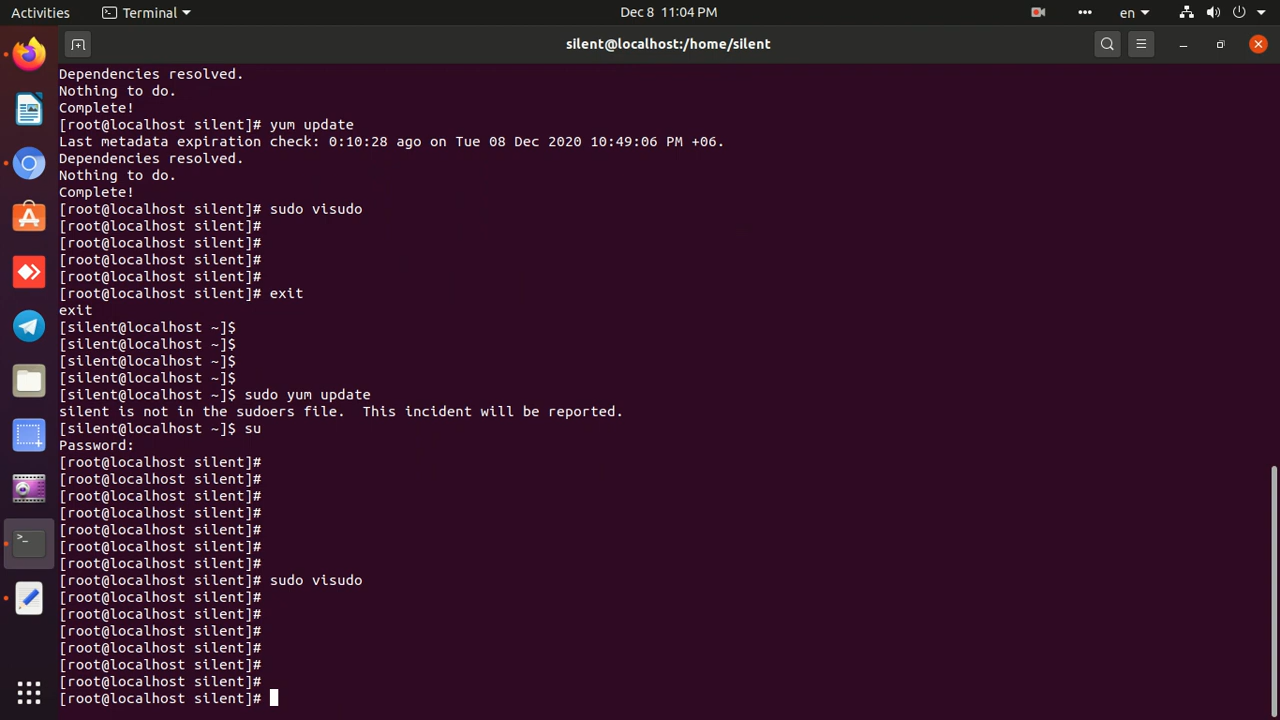 Activities
Terminal
Dec 8 11:04 PM
en
silent@localhost:/home/silent
Dependencies resolved.
Nothing to do.
Complete!
[root@localhost silent]# yum update
Last metadata expiration check: 0:10:28 ago on Tue 08 Dec 2020 10:49:06 PM +06.
Dependencies resolved.
Nothing to do.
Complete!
[root@localhost silent]# sudo visudo
[root@localhost silent]#
[root@localhost silent]#
[root@localhost silent]#
[root@localhost silent]#
[root@localhost silent]# exit
exit
[silent@localhost ~]$
[silent@localhost ~]$
[silent@localhost ~]$
[silent@localhost ~]$
[silent@localhost ~]$ sudo yum update
silent is not in the sudoers file.  This incident will be reported.
[silent@localhost ~]$ su
Password:
[root@localhost silent]#
[root@localhost silent]#
[root@localhost silent]#
[root@localhost silent]#
[root@localhost silent]#
[root@localhost silent]#
[root@localhost silent]#
[root@localhost silent]# sudo visudo
[root@localhost silent]#
[root@localhost silent]#
[root@localhost silent]#
[root@localhost silent]#
[root@localhost silent]#
[root@localhost silent]#
[root@localhost silent]#